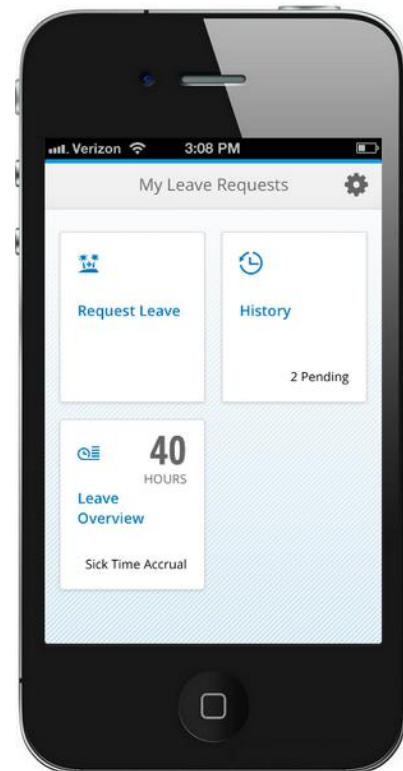 Verizon 3:08 PM
My Leave Requests
Request Leave
History
2 Pending
40
HOURS
Leave
Overview
Sick Time Accrual